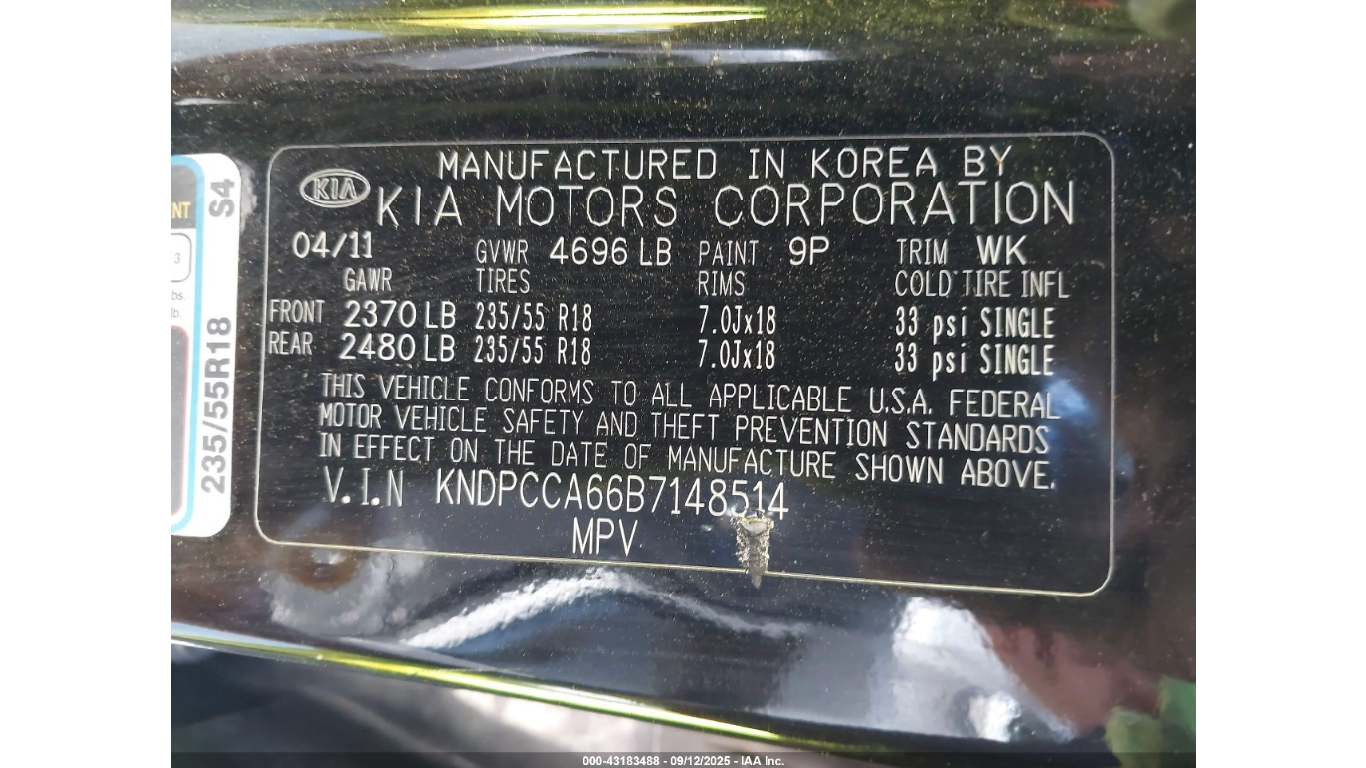 MANUFACTURED IN KOREA BY
KIA
KIA MOTORS CORPORATION
04/11 GVWR 4696 LB PAINT : 9P TRIM WK
GAWR TIRES RIMS COLD TIRE INFL
FRONT 2370 LB 235/55 R18 7.0Jx18 33 psi SINGLE
REAR 2480 LB 235/55 R18 7.0Jx18 33 psi SINGLE
THIS VEHICLE CONFORMS TO ALL APPLICABLE U.S.A. FEDERAL
MOTOR VEHICLE SAFETY AND THEFT PREVENTION STANDARDS
IN EFFECT ON THE DATE OF MANUFACTURE SHOWN ABOVE.
V.I.N KNDPCCA66B7148514
MPV
235/55R18 S4
NT
3
bs.
lb.
000-43183488 - 09/12/2025 - IAA Inc.